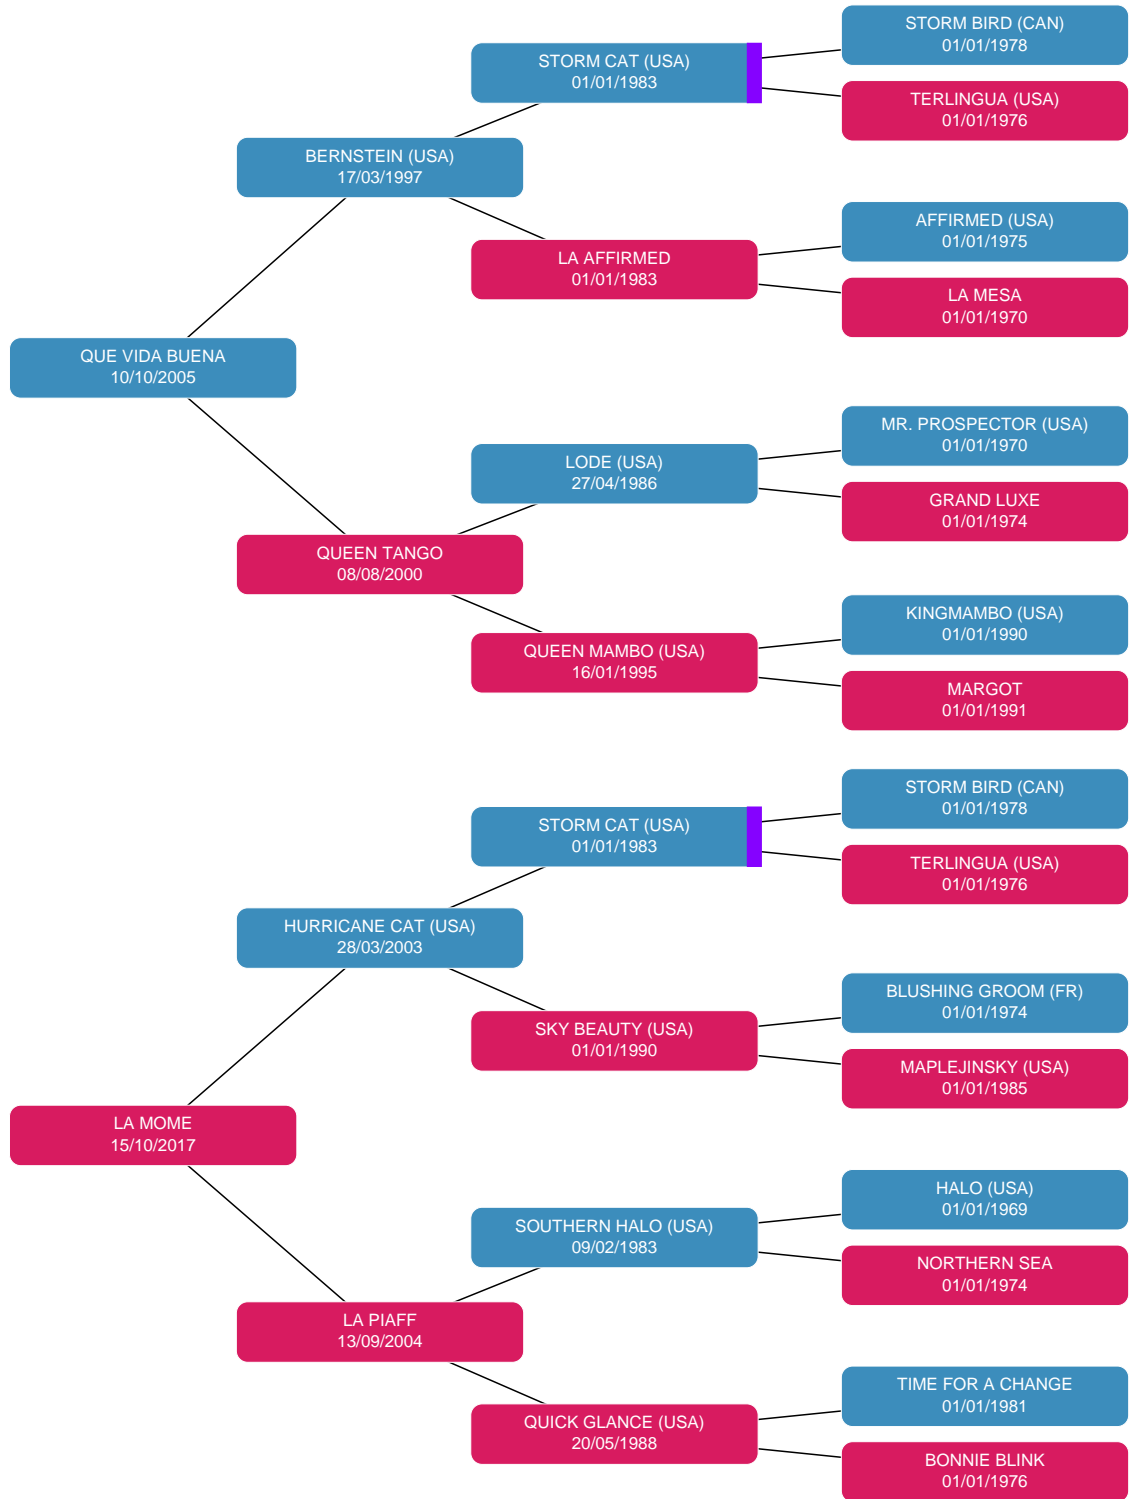 STORM BIRD (CAN)
01/01/1978
STORM CAT (USA)
01/01/1983
TERLINGUA (USA)
01/01/1976
BERNSTEIN (USA)
17/03/1997
AFFIRMED (USA)
01/01/1975
LA AFFIRMED
01/01/1983
LA MESA
01/01/1970
QUE VIDA BUENA
10/10/2005
MR. PROSPECTOR (USA)
01/01/1970
LODE (USA)
27/04/1986
GRAND LUXE
01/01/1974
QUEEN TANGO
08/08/2000
KINGMAMBO (USA)
01/01/1990
QUEEN MAMBO (USA)
16/01/1995
MARGOT
01/01/1991
STORM BIRD (CAN)
01/01/1978
STORM CAT (USA)
01/01/1983
TERLINGUA (USA)
01/01/1976
HURRICANE CAT (USA)
28/03/2003
BLUSHING GROOM (FR)
01/01/1974
SKY BEAUTY (USA)
01/01/1990
MAPLEJINSKY (USA)
01/01/1985
LA MOME
15/10/2017
HALO (USA)
01/01/1969
SOUTHERN HALO (USA)
09/02/1983
NORTHERN SEA
01/01/1974
LA PIAFF
13/09/2004
TIME FOR A CHANGE
01/01/1981
QUICK GLANCE (USA)
20/05/1988
BONNIE BLINK
01/01/1976